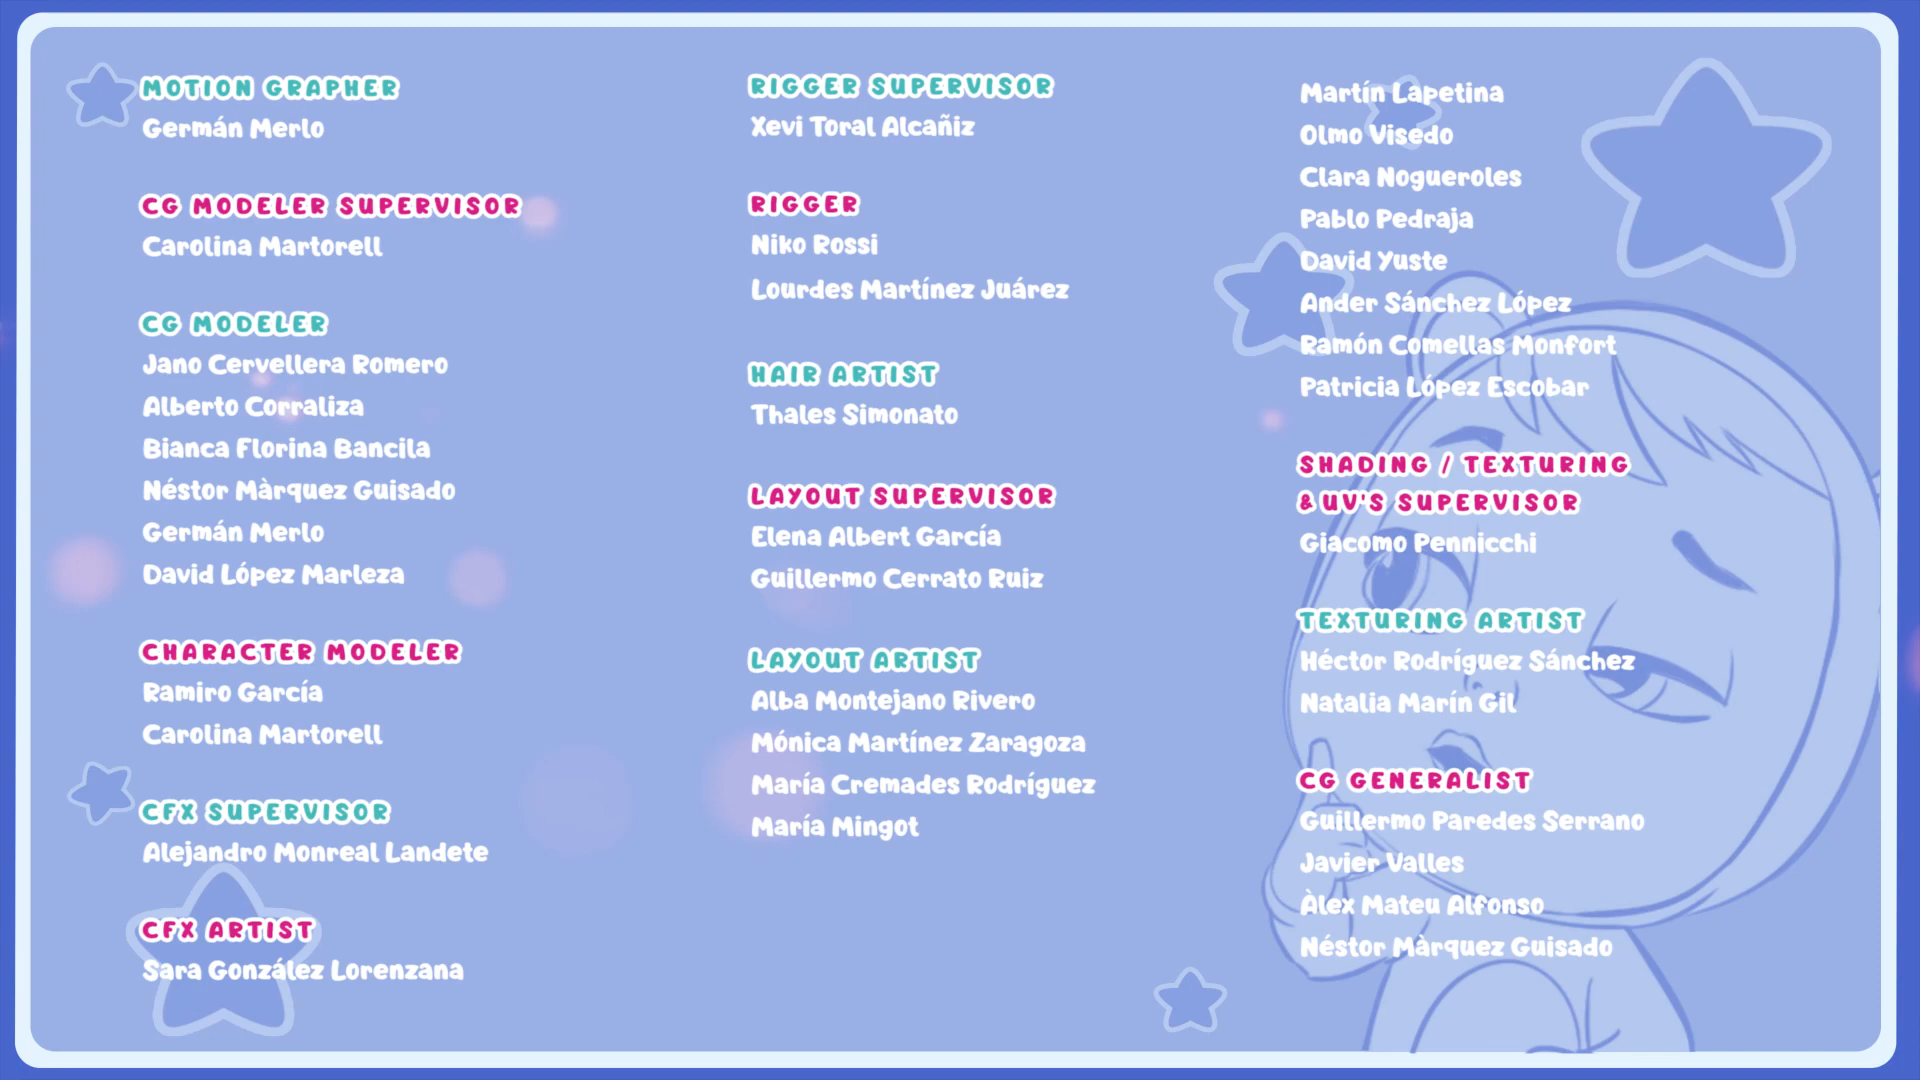 MOTION GRAPHER
Germán Merlo
CG MODELER SUPERVISOR
Carolina Martorell
CG MODELER
Jano Cervellera Romero
Alberto Corraliza
Bianca Florina Bancila
Néstor Màrquez Guisado
Germán Merlo
David López Marleza
CHARACTER MODELER
Ramiro García
Carolina Martorell
CFX SUPERVISOR
Alejandro Monreal Landete
CFX ARTIST
Sara González Lorenzana
RIGGER SUPERVISOR
Xevi Toral Alcañiz
RIGGER
Niko Rossi
Lourdes Martínez Juárez
HAIR ARTIST
Thales Simonato
LAYOUT SUPERVISOR
Elena Albert García
Guillermo Cerrato Ruiz
LAYOUT ARTIST
Alba Montejano Rivero
Mónica Martínez Zaragoza
María Cremades Rodríguez
María Mingot
Martín Lapetina
Olmo Visedo
Clara Nogueroles
Pablo Pedraja
David Yuste
Ander Sánchez López
Ramón Comellas Monfort
Patricia López Escobar
SHADING / TEXTURING
& UV'S SUPERVISOR
Giacomo Pennicchi
TEXTURING ARTIST
Héctor Rodríguez Sánchez
Natalia Marín Gil
CG GENERALIST
Guillermo Paredes Serrano
Javier Valles
Àlex Mateu Alfonso
Néstor Màrquez Guisado